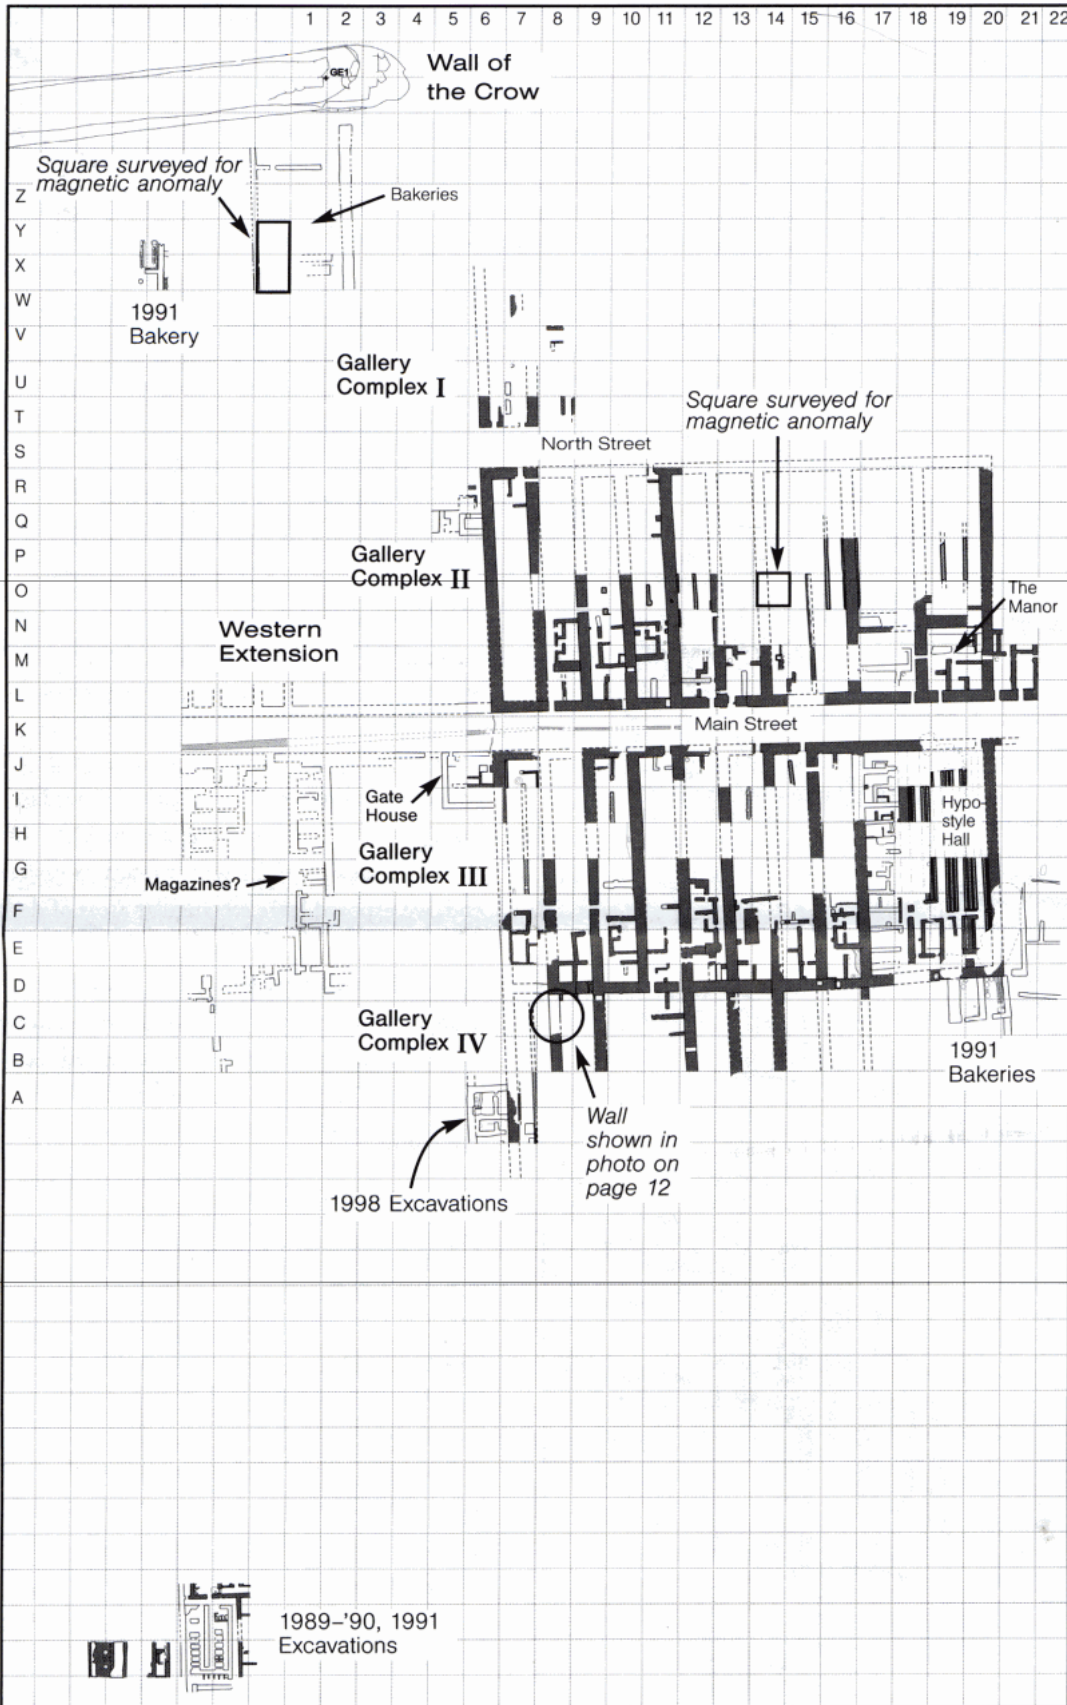 1 2 3 4 5 6 7 8 9 10 11 12 13 14 15 16 17 18 19 20 21 22
GE1
Wall of
the Crow
Square surveyed for
magnetic anomaly
Bakeries
Z
Y
X
W
V
U
T
S
R
Q
P
O
N
M
L
K
J
I
H
G
F
E
D
C
B
A
1991
Bakery
Gallery
Complex I
Square surveyed for
magnetic anomaly
North Street
Gallery
Complex II
The
Manor
Western
Extension
Main Street
Gate
House
Hypo-
style
Hall
Gallery
Complex III
Magazines?
Gallery
Complex IV
1991
Bakeries
Wall
shown in
photo on
page 12
1998 Excavations
1989–'90, 1991
Excavations